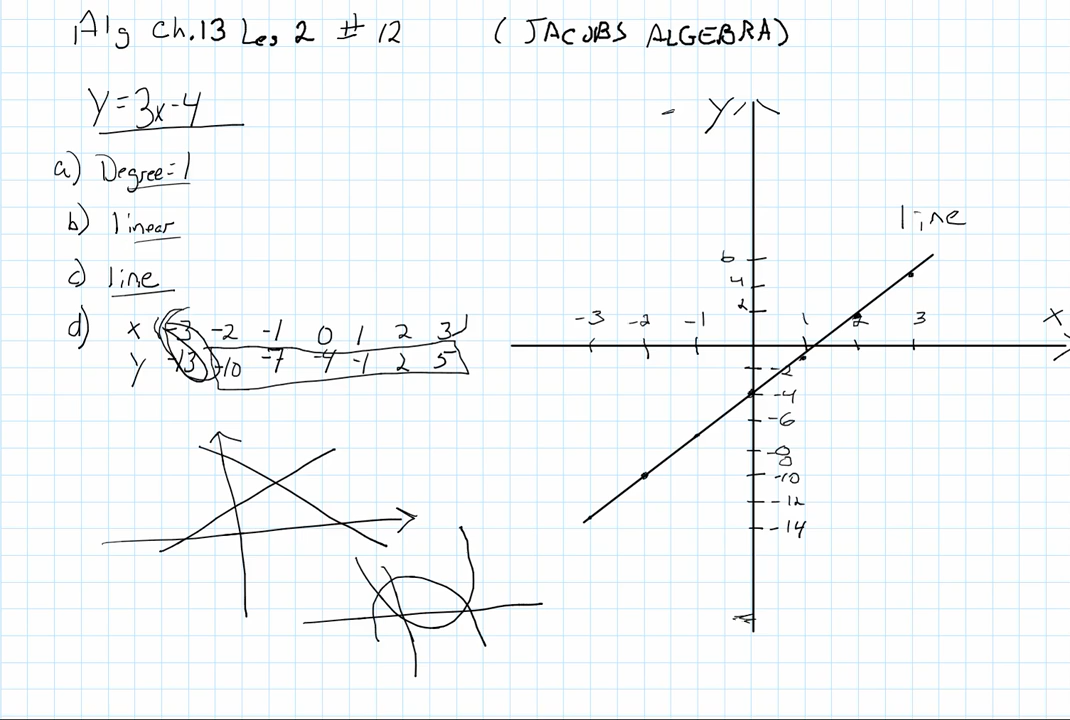 Alg Ch.13 Les 2 # 12 (JACOBS ALGEBRA)
y = 3x-4
a) Degree = 1
b) linear
c) line
d) x -3 -2 -1 0 1 2 3
y -13 -10 -7 -4 -1 2 5
y
line
6
4
2
-3 -2 -1 1 2 3 x
-2
-4
-6
-8
-10
-12
-14